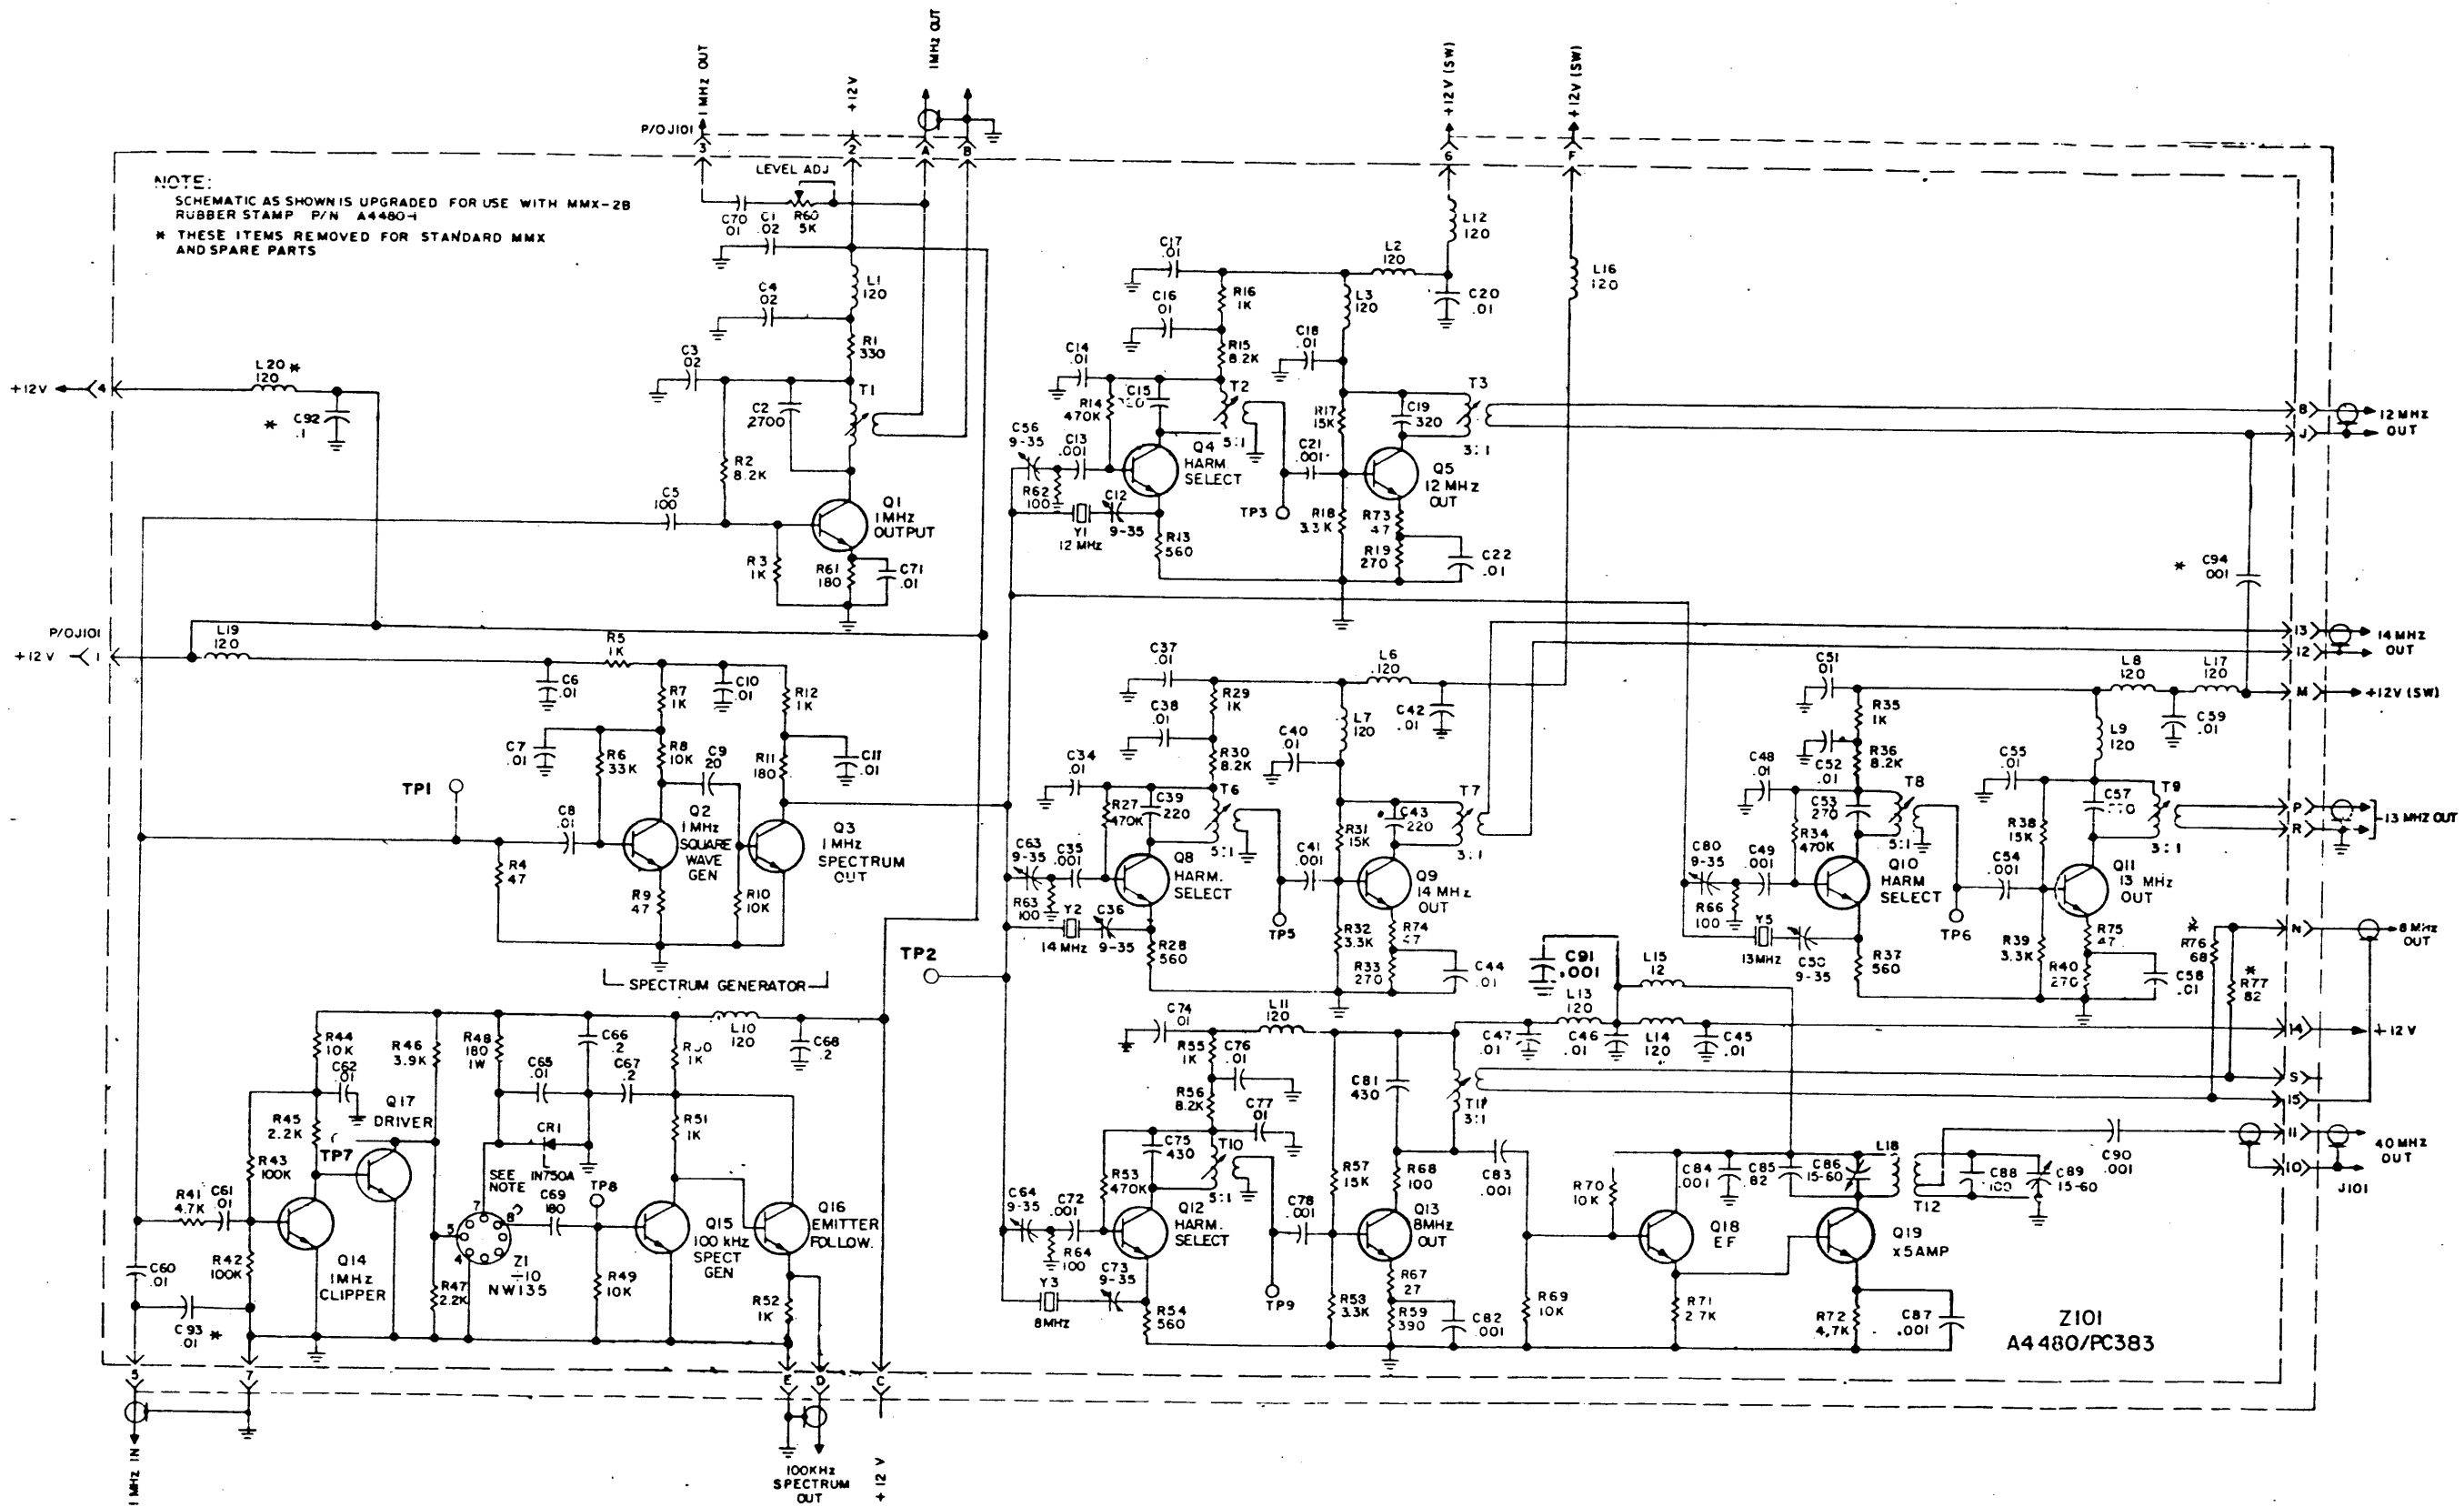 1 MHz OUT
+12V
1MHz OUT
+12V (SW)
+12V (SW)
P/OJ101
3
2
A
B
6
F
NOTE:
SCHEMATIC AS SHOWN IS UPGRADED FOR USE WITH MMX-2B
RUBBER STAMP P/N A4480-1
* THESE ITEMS REMOVED FOR STANDARD MMX
AND SPARE PARTS
LEVEL ADJ
C70
01
C1
.02
R60
5K
L1
120
C4
02
R1
330
C3
02
T1
C2
2700
R2
8.2K
C5
100
Q1
1MHz
OUTPUT
R3
1K
R61
180
C71
.01
+12V
4
L20 *
120
* C92
.1
P/OJ101
+12V
1
L19
120
R5
1K
C6
.01
R7
1K
C10
.01
R12
1K
C7
.01
R6
33K
R8
10K
C9
20
R11
180
C11
.01
TP1
C8
.01
Q2
1MHz
SQUARE
WAVE
GEN
Q3
1MHz
SPECTRUM
OUT
R4
47
R9
47
R10
10K
SPECTRUM GENERATOR
TP2
L12
120
C17
.01
L2
120
L16
120
R16
1K
L3
120
C20
.01
C16
01
C18
.01
R15
8.2K
C14
.01
T2
T3
R14
470K
C15
R17
15K
C19
320
5:1
3:1
C56
9-35
C13
.001
Q4
HARM.
SELECT
C21
.001
Q5
12 MHz
OUT
R62
100
C12
9-35
Y1
12 MHz
R13
560
TP3
R18
3.3K
R73
47
R19
270
C22
.01
8
J
12 MHz
OUT
* C94
001
13
12
14MHz
OUT
C37
.01
L6
.120
R29
1K
C38
.01
L7
120
C42
.01
C40
.01
R30
8.2K
C34
.01
T6
T7
R27
470K
C39
220
R31
15K
C43
220
5:1
3:1
C63
9-35
C35
.001
Q8
HARM.
SELECT
C41
.001
Q9
14 MHz
OUT
R63
100
Y2
14 MHz
C36
9-35
R28
560
TP5
R32
3.3K
R74
47
R33
270
C44
.01
C51
01
L8
120
L17
120
M
+12V (SW)
R35
1K
C59
.01
L9
120
C52
.01
R36
8.2K
C48
.01
C55
.01
T8
T9
C53
270
C57
R34
470K
R38
15K
5:1
3:1
P
R
13 MHz OUT
C80
9-35
C49
.001
Q10
HARM
SELECT
C54
.001
Q11
13 MHz
OUT
R66
100
Y5
13MHz
C50
9-35
R37
560
TP6
R39
3.3K
R75
47
R40
270
C58
.01
* R76
68
* R77
82
N
8MHz
OUT
C91
.001
L15
12
L13
120
C47
.01
C46
.01
L14
120
C45
.01
14
+12 V
S
15
R44
10K
R46
3.9K
R48
180
1W
C66
.2
L10
120
C68
.2
1K
C62
.01
C65
.01
C67
.2
Q17
DRIVER
R45
2.2K
TP7
CR1
IN750A
R51
1K
R43
100K
SEE
NOTE
C69
180
TP8
R41
4.7K
C61
.01
7
8
5
4
Q14
1MHz
CLIPPER
R42
100K
C60
.01
C93 *
.01
R47
2.2K
Z1
÷10
NW135
R49
10K
Q15
100 kHz
SPECT
GEN
Q16
EMITTER
FOLLOW.
R52
1K
5
7
E
D
C
1 MHz IN
100KHz
SPECTRUM
OUT
+12 V
C74
01
L11
120
R55
1K
C76
.01
R56
8.2K
C77
.01
C81
430
T11
3:1
C75
430
T10
5:1
R53
470K
R57
15K
R68
100
C83
.001
C64
9-35
C72
.001
R64
100
Q12
HARM.
SELECT
C78
.001
Q13
8MHz
OUT
Y3
8MHz
C73
9-35
R54
560
TP9
R58
3.3K
R67
27
R59
390
C82
.001
R70
10K
C84
.001
C85
.82
C86
15-60
L18
T12
C88
100
C89
15-60
C90
.001
11
10
40MHz
OUT
J101
Q18
EF
Q19
x5AMP
R69
10K
R71
2.7K
R72
4.7K
C87
.001
Z101
A4480/PC383